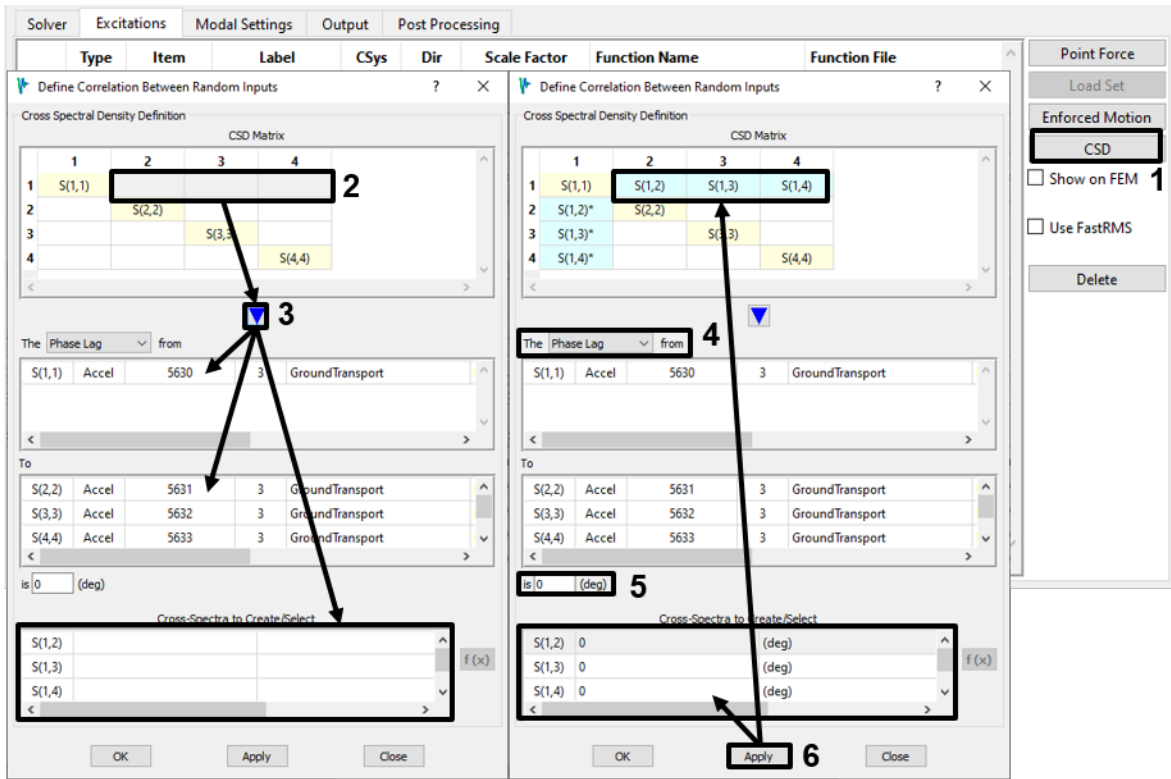 Solver Excitations Modal Settings Output Post Processing
Type Item Label CSys Dir Scale Factor Function Name Function File
Point Force
Load Set
Enforced Motion
CSD
1
Show on FEM
Use FastRMS
Delete
Define Correlation Between Random Inputs ?
Cross Spectral Density Definition
CSD Matrix
1 2 3 4
1 S(1,1) 2
2 S(2,2)
3 S(3,3)
4 S(4,4)
3
The Phase Lag from
S(1,1) Accel 5630 3 GroundTransport
To
S(2,2) Accel 5631 3 GroundTransport
S(3,3) Accel 5632 3 GroundTransport
S(4,4) Accel 5633 3 GroundTransport
is 0 (deg)
Cross-Spectra to Create/Select
S(1,2)
S(1,3)
S(1,4)
f (x)
OK Apply Close
Define Correlation Between Random Inputs ?
Cross Spectral Density Definition
CSD Matrix
1 2 3 4
1 S(1,1) S(1,2) S(1,3) S(1,4)
2 S(1,2)* S(2,2)
3 S(1,3)* S(3,3)
4 S(1,4)* S(4,4)
The Phase Lag from 4
S(1,1) Accel 5630 3 GroundTransport
To
S(2,2) Accel 5631 3 GroundTransport
S(3,3) Accel 5632 3 GroundTransport
S(4,4) Accel 5633 3 GroundTransport
is 0 (deg) 5
Cross-Spectra to Create/Select
S(1,2) 0 (deg)
S(1,3) 0 (deg)
S(1,4) 0 (deg)
f (x)
OK Apply 6 Close